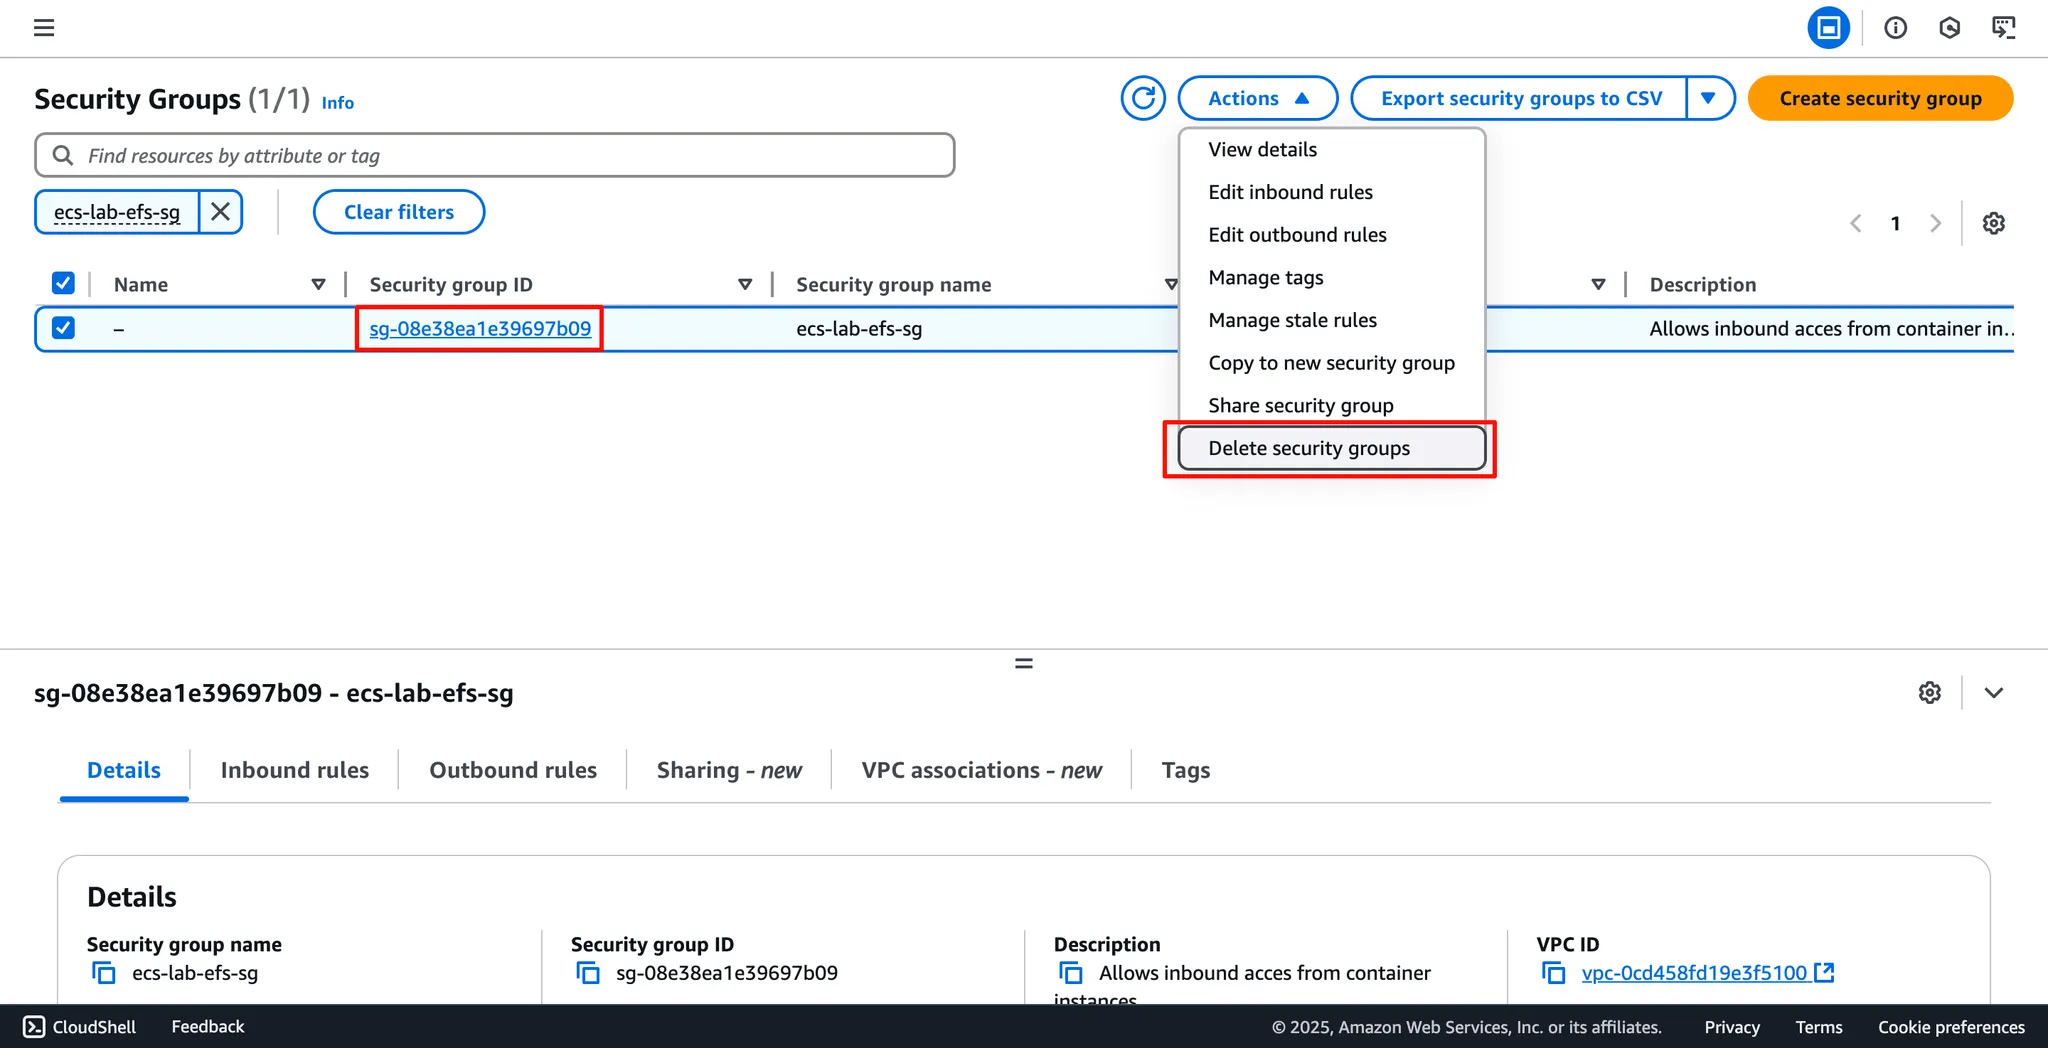 Security Groups (1/1) Info
Actions
Export security groups to CSV
Create security group
Find resources by attribute or tag
ecs-lab-efs-sg
Clear filters
View details
Edit inbound rules
Edit outbound rules
Manage tags
Manage stale rules
Copy to new security group
Share security group
Delete security groups
1
Name Security group ID Security group name Description
– sg-08e38ea1e39697b09 ecs-lab-efs-sg Allows inbound acces from container in…
sg-08e38ea1e39697b09 - ecs-lab-efs-sg
Details Inbound rules Outbound rules Sharing - new VPC associations - new Tags
Details
Security group name
ecs-lab-efs-sg
Security group ID
sg-08e38ea1e39697b09
Description
Allows inbound acces from container
instances
VPC ID
vpc-0cd458fd19e3f5100
CloudShell Feedback © 2025, Amazon Web Services, Inc. or its affiliates. Privacy Terms Cookie preferences